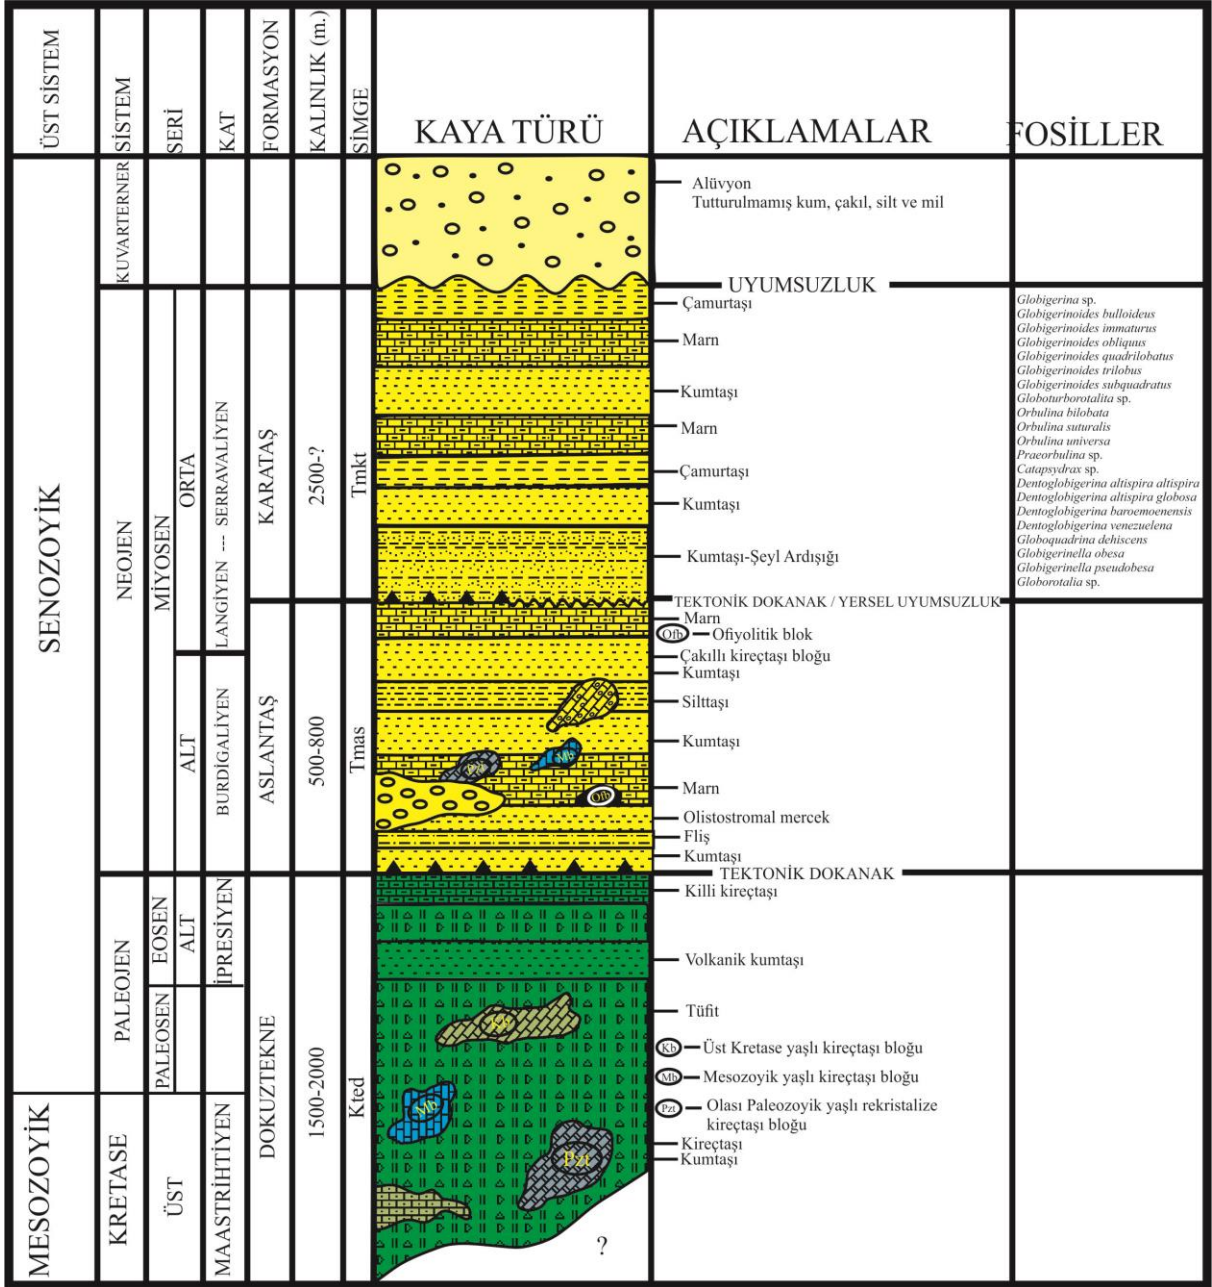 ÜST SİSTEM
SİSTEM
SERİ
KAT
FORMASYON
KALINLIK (m.)
SİMGE
KAYA TÜRÜ
AÇIKLAMALAR
FOSİLLER
SENOZOYİK
MESOZOYİK
KUVARTERNER
NEOJEN
PALEOJEN
KRETASE
MİYOSEN
ORTA
ALT
EOSEN
ALT
PALEOSEN
ÜST
LANGİYEN --- SERRAVALİYEN
BURDİGALİYEN
İPRESİYEN
MAASTRİHTİYEN
KARATAŞ
ASLANTAŞ
DOKUZTEKNE
2500-?
500-800
1500-2000
Tmkt
Tmas
Kted
Pzt
Mb
Ofb
Kb
Mb
Pzt
?
Alüvyon
Tutturulmamış kum, çakıl, silt ve mil
UYUMSUZLUK
Çamurtaşı
Marn
Kumtaşı
Marn
Çamurtaşı
Kumtaşı
Kumtaşı-Şeyl Ardışığı
TEKTONİK DOKANAK / YERSEL UYUMSUZLUK
Marn
Ofb Ofiyolitik blok
Çakıllı kireçtaşı bloğu
Kumtaşı
Silttaşı
Kumtaşı
Marn
Olistostromal mercek
Fliş
Kumtaşı
TEKTONİK DOKANAK
Killi kireçtaşı
Volkanik kumtaşı
Tüfit
Kb Üst Kretase yaşlı kireçtaşı bloğu
Mb Mesozoyik yaşlı kireçtaşı bloğu
Pzt Olası Paleozoyik yaşlı rekristalize
kireçtaşı bloğu
Kireçtaşı
Kumtaşı
Globigerina sp.
Globigerinoides bulloideus
Globigerinoides immaturus
Globigerinoides obliquus
Globigerinoides quadrilobatus
Globigerinoides trilobus
Globigerinoides subquadratus
Globoturborotalita sp.
Orbulina bilobata
Orbulina suturalis
Orbulina universa
Praeorbulina sp.
Catapsydrax sp.
Dentoglobigerina altispira altispira
Dentoglobigerina altispira globosa
Dentoglobigerina baroemoenensis
Dentoglobigerina venezuelena
Globoquadrina dehiscens
Globigerinella obesa
Globigerinella pseudobesa
Globorotalia sp.